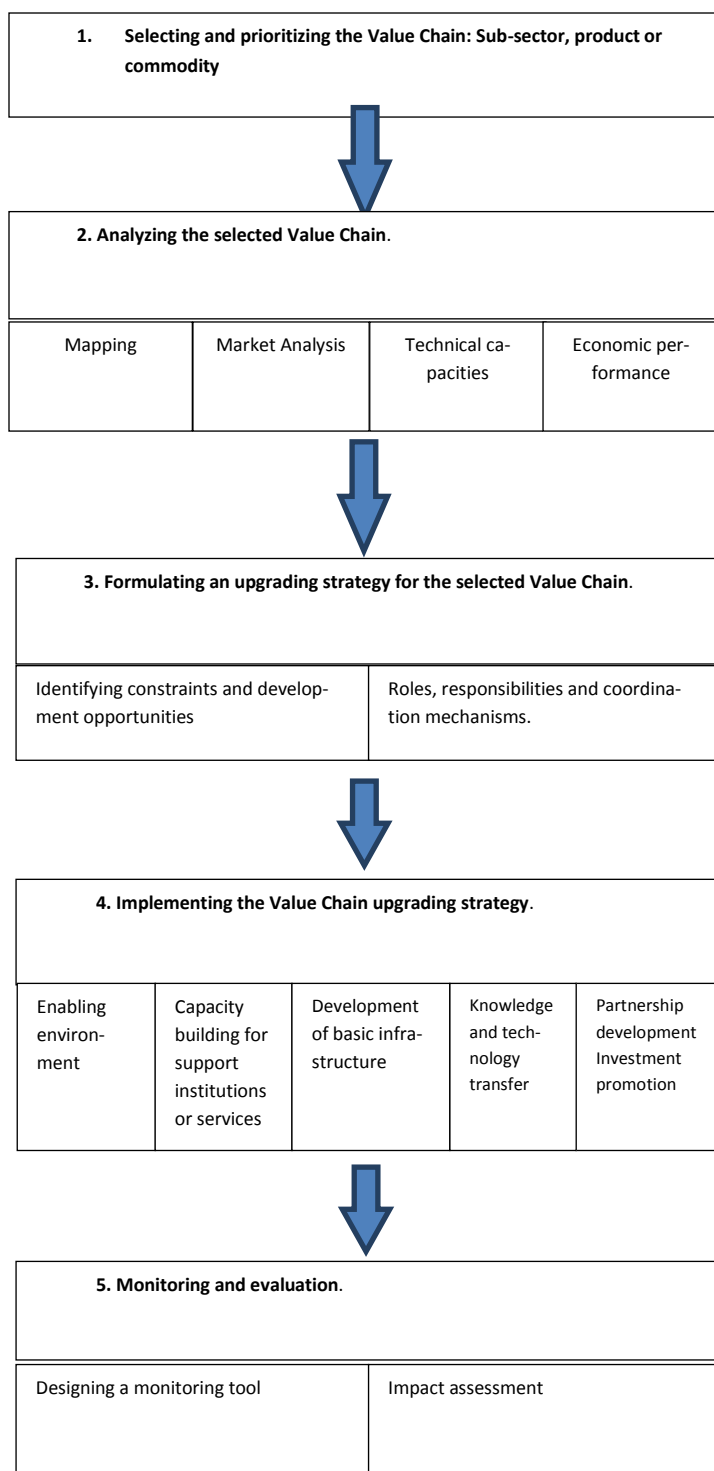 1. Selecting and prioritizing the Value Chain: Sub-sector, product or
commodity
2. Analyzing the selected Value Chain.
Mapping
Market Analysis
Technical ca-
pacities
Economic per-
formance
3. Formulating an upgrading strategy for the selected Value Chain.
Identifying constraints and develop-
ment opportunities
Roles, responsibilities and coordina-
tion mechanisms.
4. Implementing the Value Chain upgrading strategy.
Enabling
environ-
ment
Capacity
building for
support
institutions
or services
Development
of basic infra-
structure
Knowledge
and tech-
nology
transfer
Partnership
development
Investment
promotion
5. Monitoring and evaluation.
Designing a monitoring tool
Impact assessment